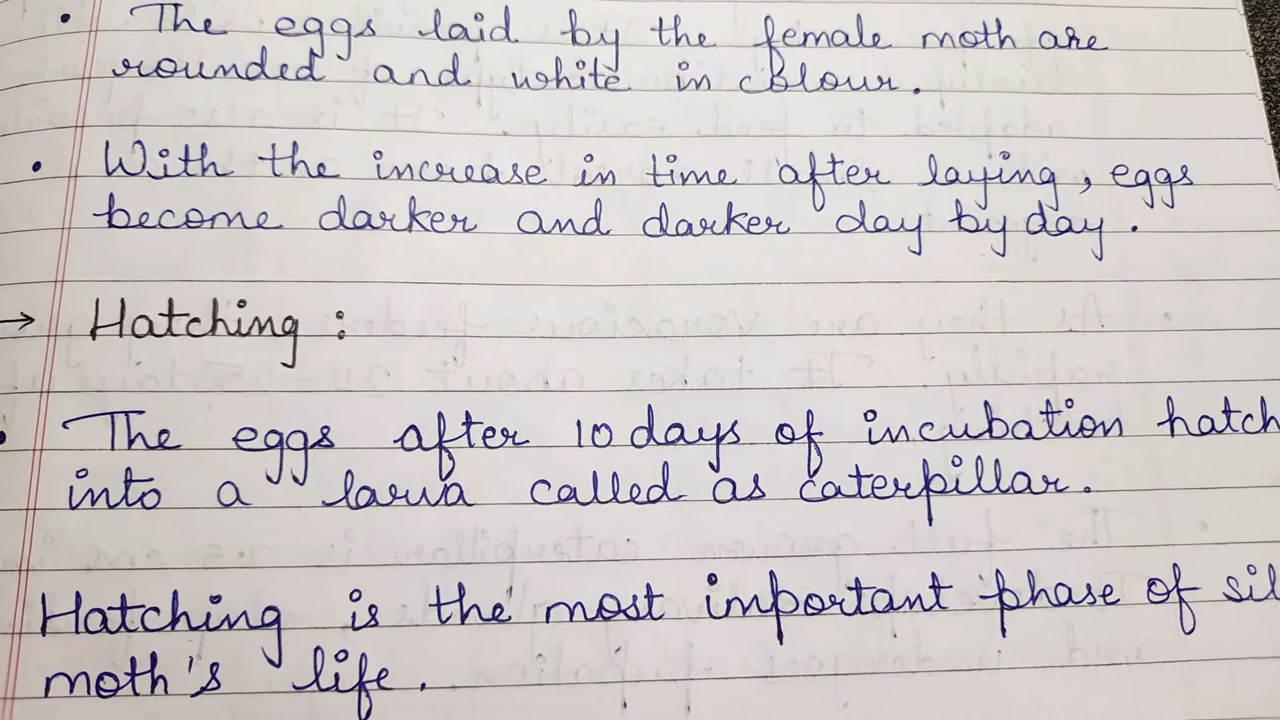 • The eggs laid by the female moth are
rounded and white in colour.
• With the increase in time after laying, eggs
become darker and darker day by day.
→ Hatching :
• The eggs after 10 days of incubation hatch
into a larva called as caterpillar.
Hatching is the most important phase of sil
moth's life.